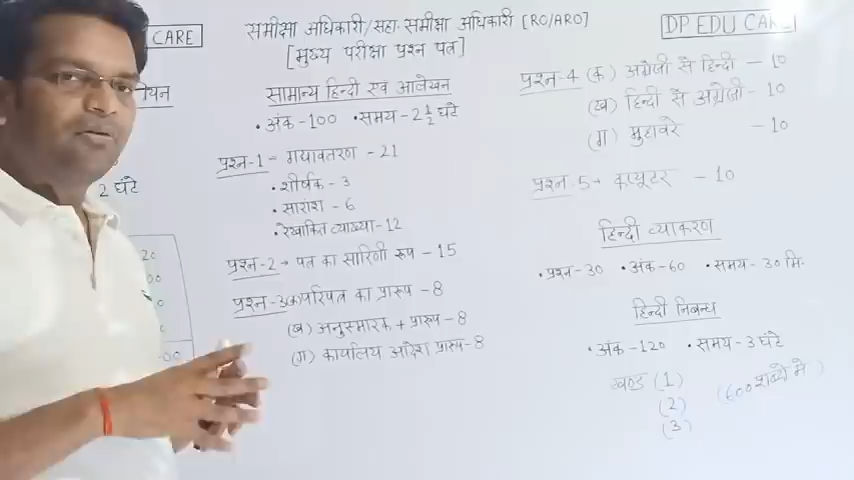 CARE
समीक्षा अधिकारी/सहा. समीक्षा अधिकारी [RO/ARO]
DP EDU CARE
[मुख्य परीक्षा प्रश्न पत्र]
सामान्य हिन्दी एवं आलेखन
• अंक -100 • समय - 2 1/2 घंटे
प्रश्न-1 = गद्यावतरण - 21
• शीर्षक - 3
• सारांश - 6
• रेखांकित व्याख्या - 12
प्रश्न-2 → पत्र का सारिणी रूप - 15
प्रश्न-3 (क) परिपत्र का प्रारूप - 8
(ख) अनुस्मारक + प्रारूप - 8
(ग) कार्यालय आदेश प्रारूप - 8
प्रश्न-4 (क) अंग्रेजी से हिन्दी - 10
(ख) हिन्दी से अंग्रेजी - 10
(ग) मुहावरे - 10
प्रश्न-5 → कम्प्यूटर - 10
हिन्दी व्याकरण
• प्रश्न - 30 • अंक - 60 • समय - 30 मि.
हिन्दी निबन्ध
• अंक - 120 • समय - 3 घंटे
खण्ड (1)
(2) (600 शब्दो मे)
(3)
2 घंटे
20